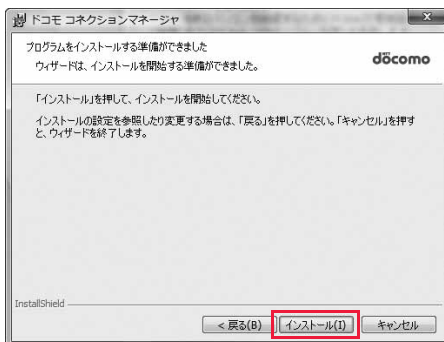 ドコモ コネクションマネージャ
プログラムをインストールする準備ができました
ウィザードは、インストールを開始する準備ができました。
döcomo
「インストール」を押して、インストールを開始してください。
インストールの設定を参照したり変更する場合は、「戻る」を押してください。「キャンセル」を押す
と、ウィザードを終了します。
InstallShield
< 戻る(B)
インストール(I)
キャンセル